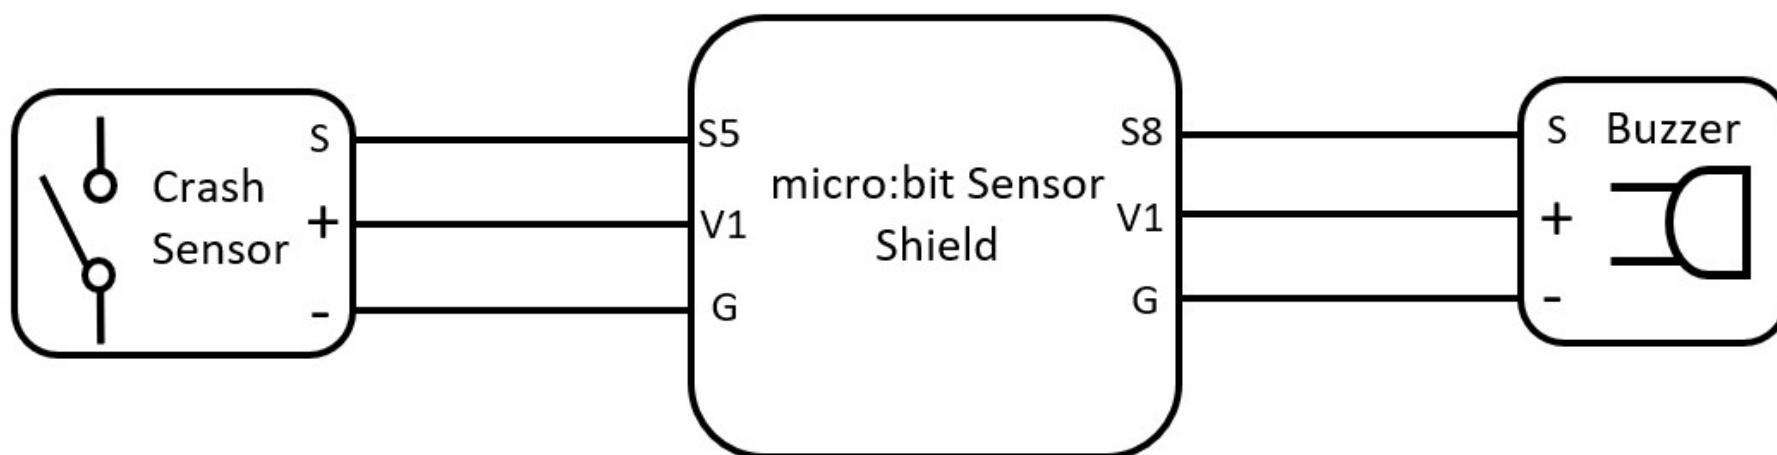 S
Crash
Sensor
+
-
S5
V1
G
micro:bit Sensor
Shield
S8
V1
G
S
Buzzer
+
-